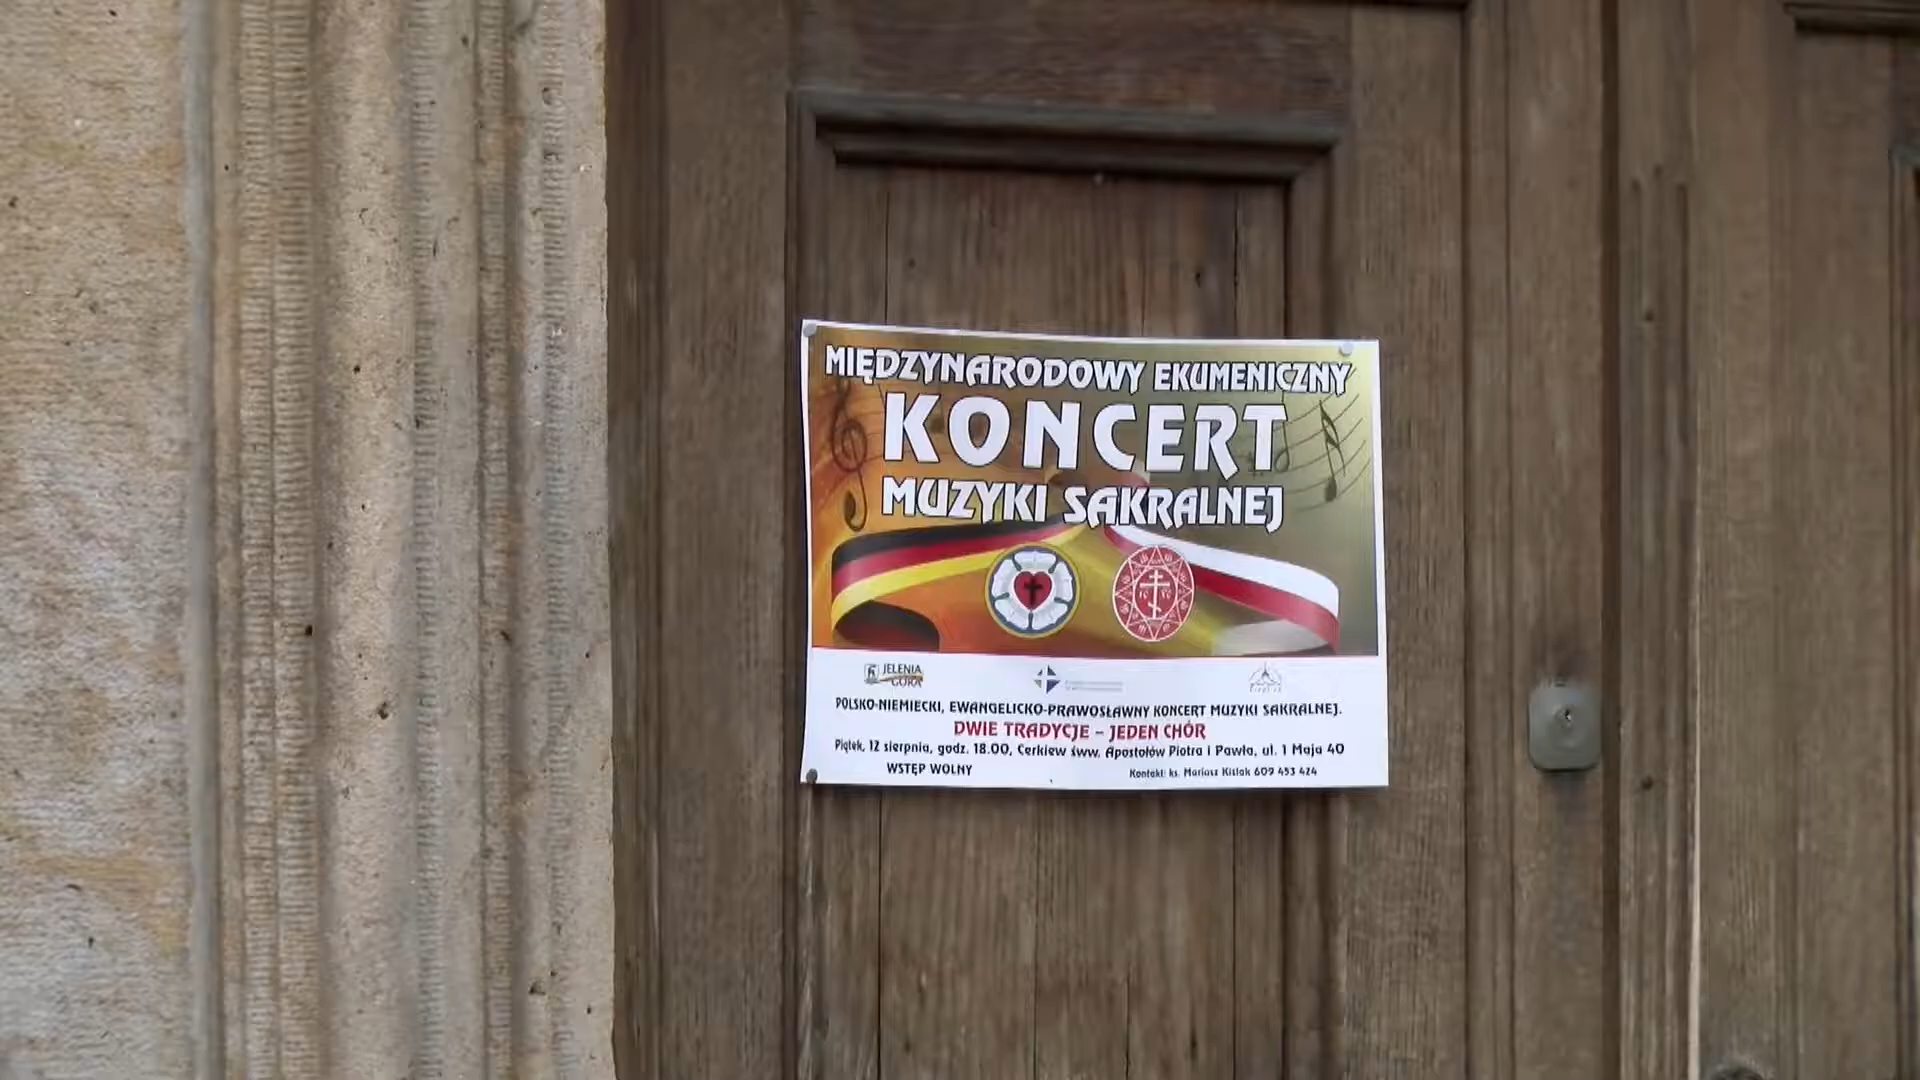 MIĘDZYNARODOWY EKUMENICZNY
KONCERT
MUZYKI SAKRALNEJ
JELENIA
GÓRA
POLSKO-NIEMIECKI, EWANGELICKO-PRAWOSŁAWNY KONCERT MUZYKI SAKRALNEJ.
DWIE TRADYCJE – JEDEN CHÓR
Piątek, 12 sierpnia, godz. 18.00, Cerkiew śww. Apostołów Piotra i Pawła, ul. 1 Maja 40
WSTĘP WOLNY
Kontakt: ks. Mariusz Kiślak 609 453 424